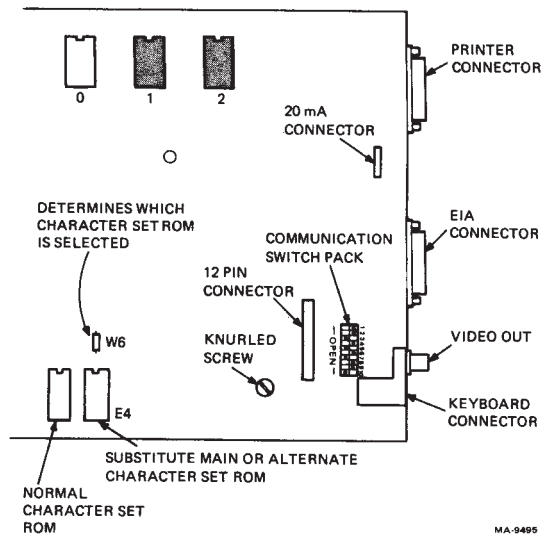 PRINTER
CONNECTOR
0
1
2
20 mA
CONNECTOR
DETERMINES WHICH
CHARACTER SET ROM
IS SELECTED
EIA
CONNECTOR
COMMUNICATION
SWITCH PACK
12 PIN
CONNECTOR
W6
KNURLED
SCREW
— OPEN —
VIDEO OUT
KEYBOARD
CONNECTOR
E4
SUBSTITUTE MAIN OR ALTERNATE
CHARACTER SET ROM
NORMAL
CHARACTER SET
ROM
MA-9495